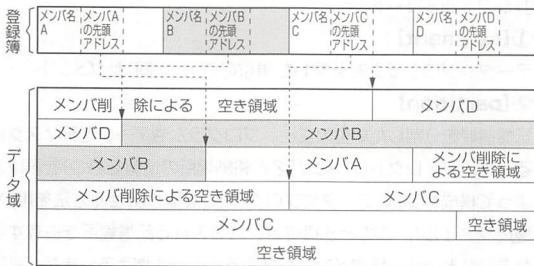 登録簿
メンバ名A メンバAの先頭アドレス メンバ名B メンバBの先頭アドレス メンバ名C メンバCの先頭アドレス メンバ名D メンバDの先頭アドレス
データ域
メンバ削 除による 空き領域 メンバD
メンバD メンバB
メンバB メンバA メンバ削除による空き領域
メンバ削除による空き領域 メンバC
メンバC 空き領域
空き領域